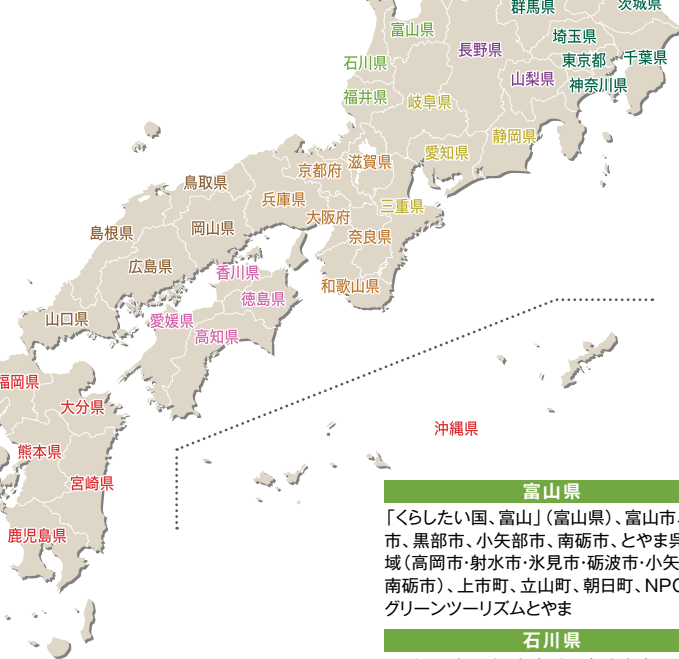 群馬県
茨城県
富山県
埼玉県
長野県
石川県
東京都
千葉県
山梨県
神奈川県
福井県
岐阜県
静岡県
愛知県
滋賀県
京都府
鳥取県
兵庫県
三重県
大阪府
岡山県
島根県
奈良県
広島県
香川県
和歌山県
徳島県
山口県
愛媛県
高知県
福岡県
大分県
沖縄県
熊本県
宮崎県
鹿児島県
富山県
「くらしたい国、富山」(富山県)、富山市、
市、黒部市、小矢部市、南砺市、とやま呉
域(高岡市・射水市・氷見市・砺波市・小矢
南砺市)、上市町、立山町、朝日町、NPO
グリーンツーリズムとやま
石川県